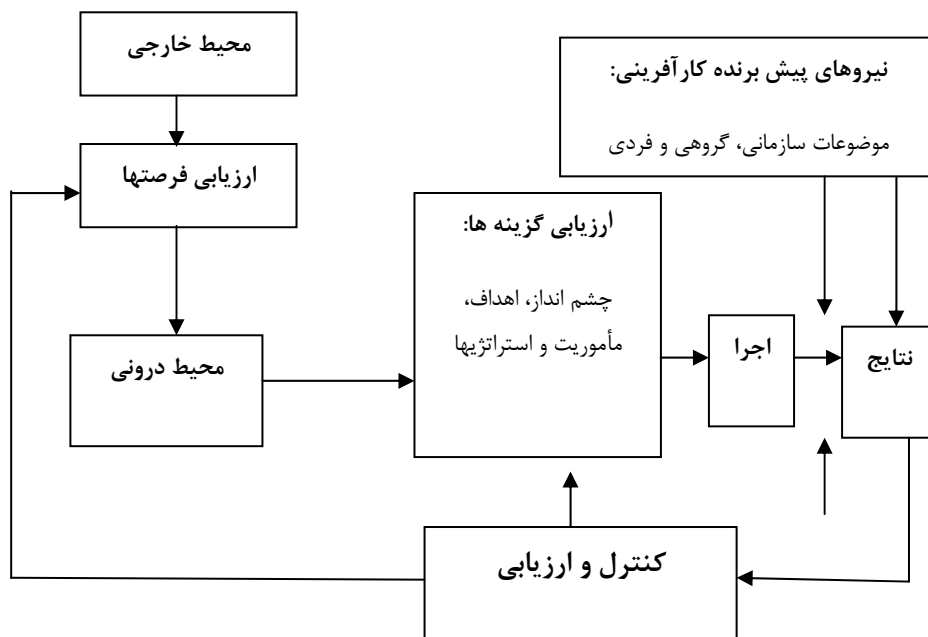 محیط خارجی
نیروهای پیش برنده کارآفرینی:
موضوعات سازمانی، گروهی و فردی
ارزیابی فرصتها
ارزیابی گزینه ها:
چشم انداز، اهداف،
مأموریت و استراتژیها
محیط درونی
اجرا
نتایج
کنترل و ارزیابی